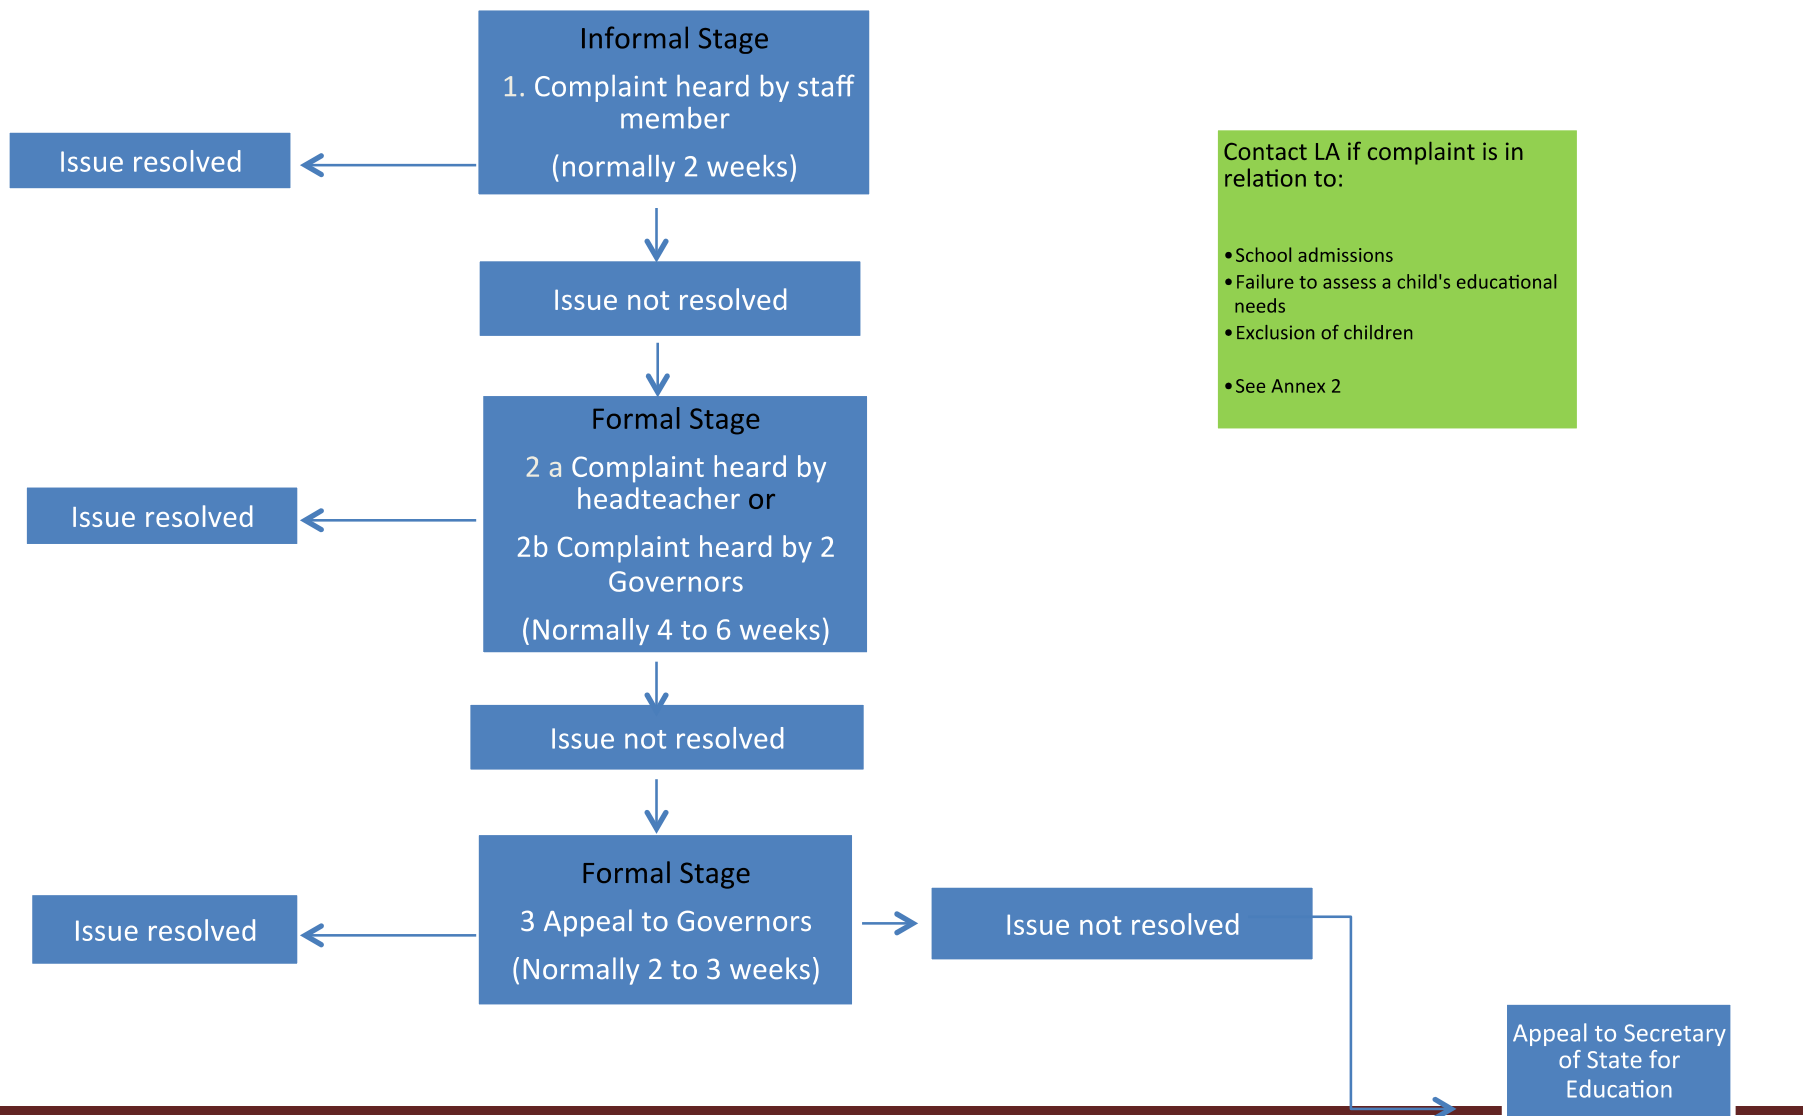 Informal Stage
1. Complaint heard by staff
member
(normally 2 weeks)
Issue resolved
Contact LA if complaint is in
relation to:
•School admissions
•Failure to assess a child's educational
needs
•Exclusion of children
•See Annex 2
Issue not resolved
Formal Stage
2 a Complaint heard by
headteacher or
2b Complaint heard by 2
Governors
(Normally 4 to 6 weeks)
Issue resolved
Issue not resolved
Formal Stage
3 Appeal to Governors
(Normally 2 to 3 weeks)
Issue resolved
Issue not resolved
Appeal to Secretary
of State for
Education